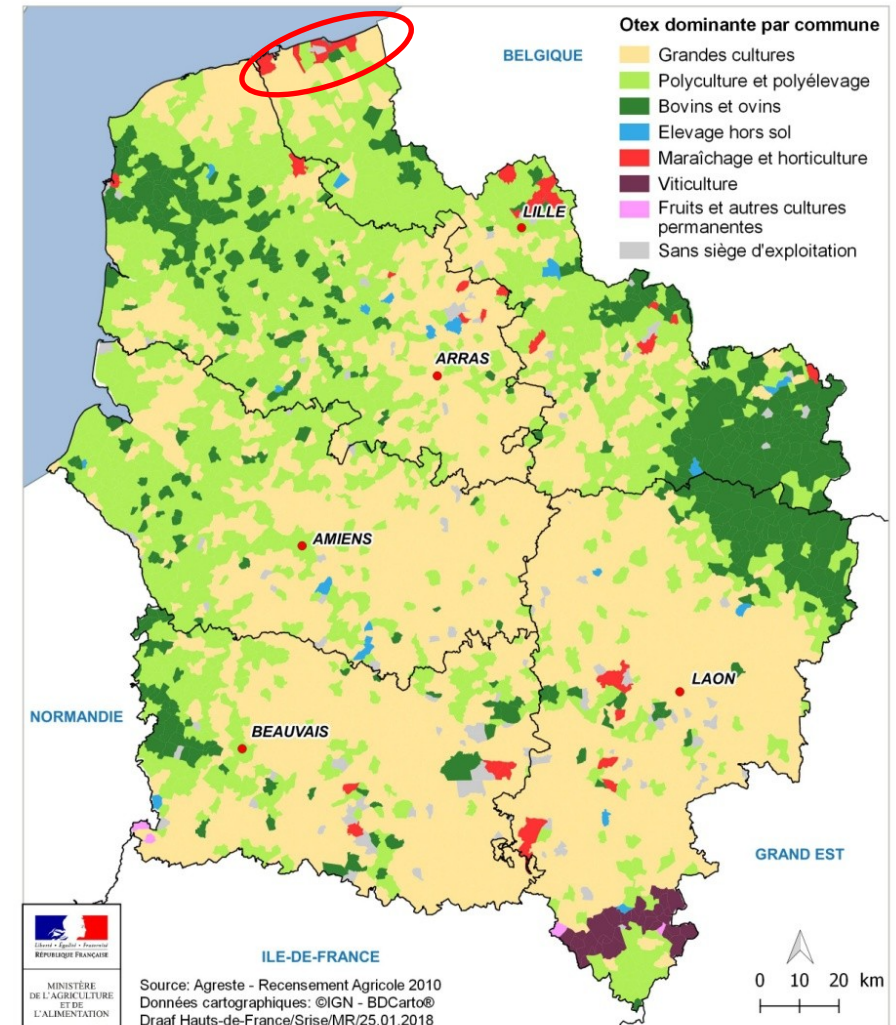 Otex dominante par commune
Grandes cultures
Polyculture et polyélevage
Bovins et ovins
Elevage hors sol
Maraîchage et horticulture
Viticulture
Fruits et autres cultures
permanentes
Sans siège d'exploitation
BELGIQUE
LILLE
ARRAS
AMIENS
LAON
NORMANDIE
BEAUVAIS
GRAND EST
ILE-DE-FRANCE
Liberté • Égalité • Fraternité
RÉPUBLIQUE FRANÇAISE
MINISTÈRE
DE L'AGRICULTURE
ET DE
L'ALIMENTATION
Source: Agreste - Recensement Agricole 2010
Données cartographiques: ©IGN - BDCarto®
Draaf Hauts-de-France/Srise/MR/25.01.2018
0 10 20 km